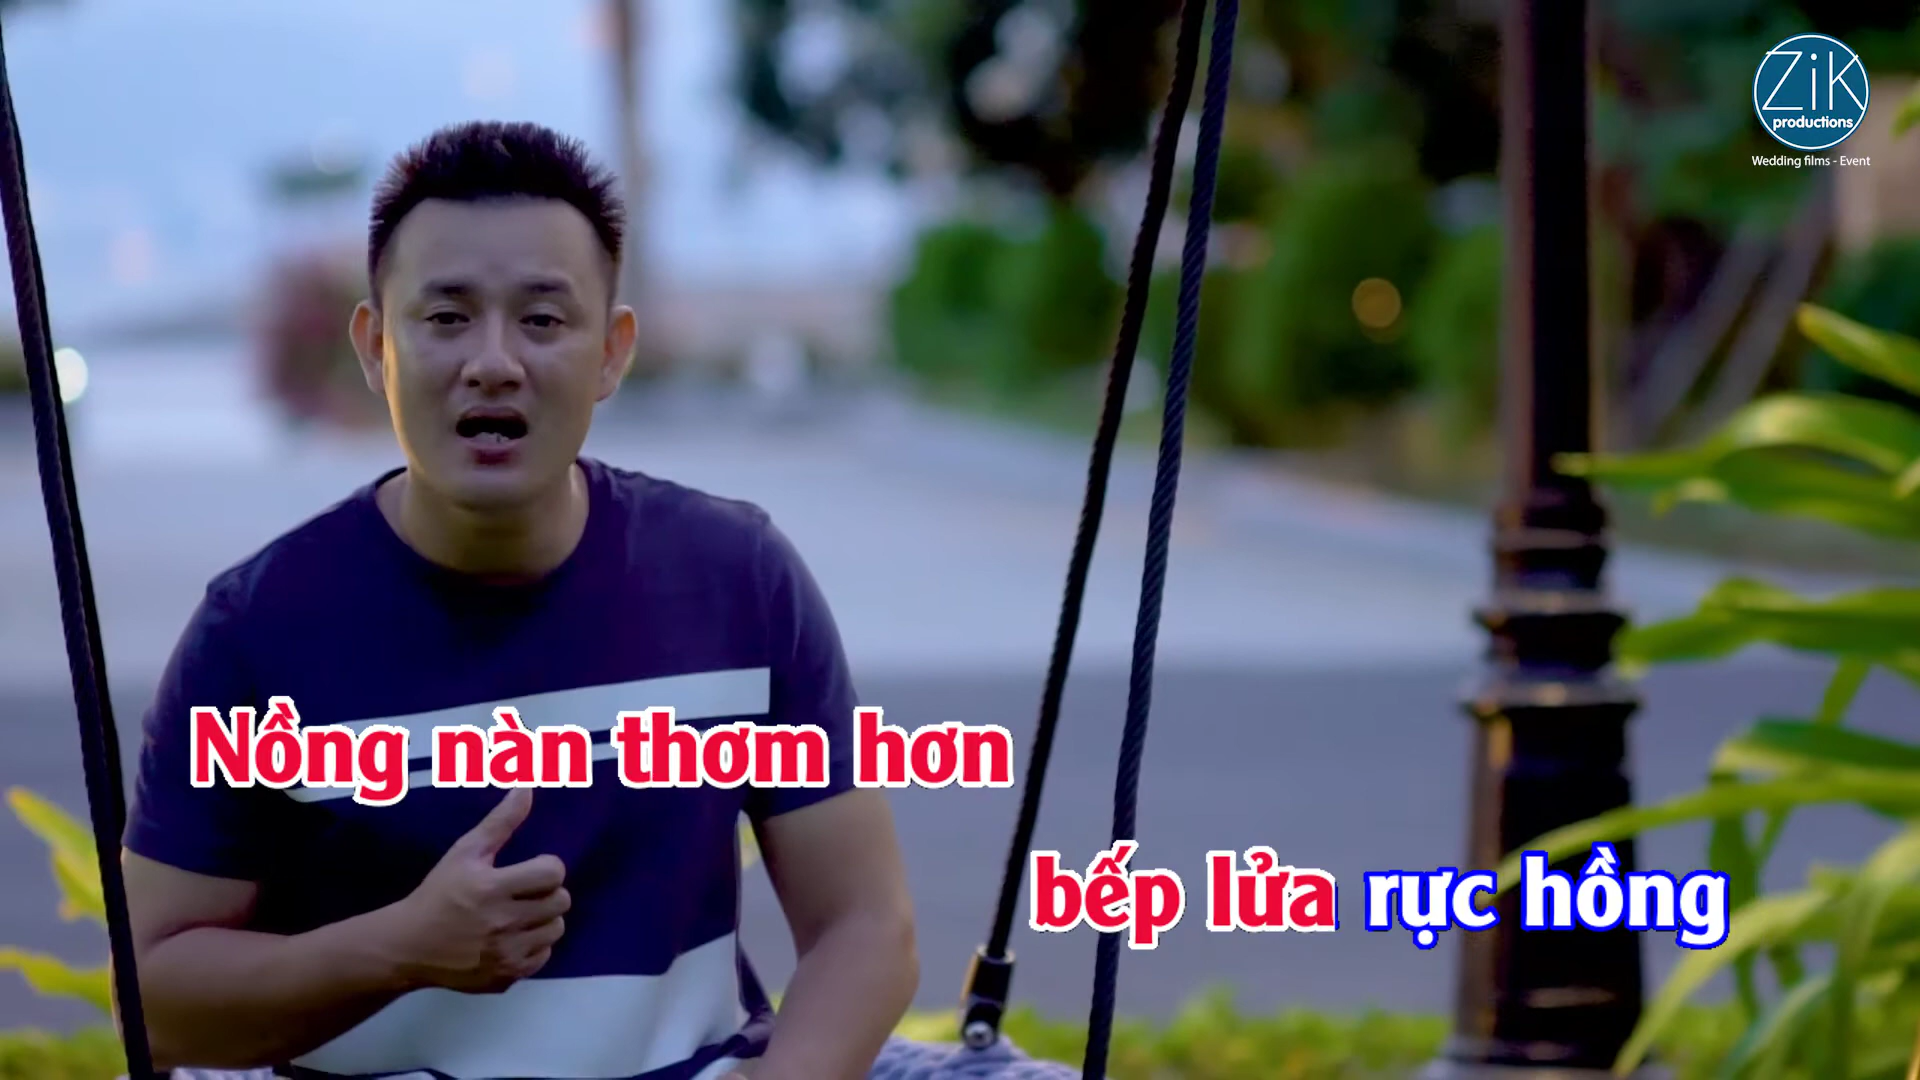 ZiK
productions
Wedding films - Event
Nồng nàn thơm hơn
bếp lửa rực hồng